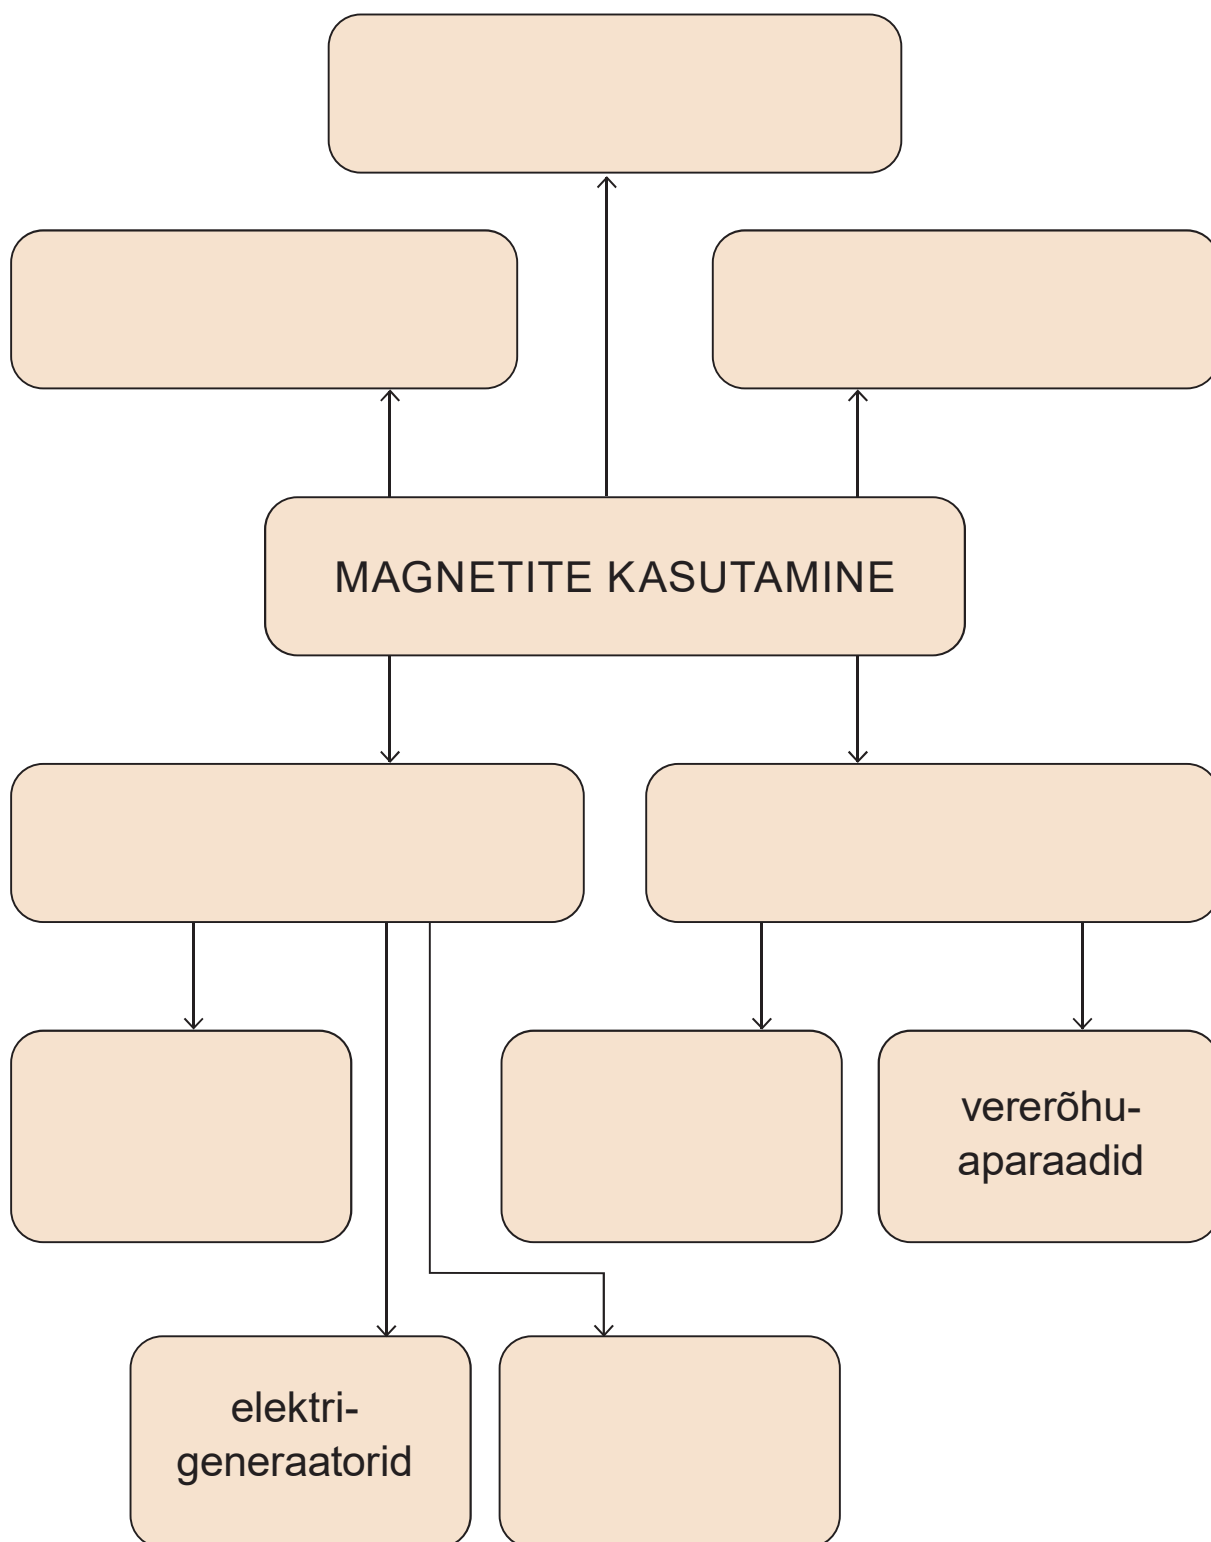 MAGNETITE KASUTAMINE
vererõhu-
aparaadid
elektri-
generaatorid